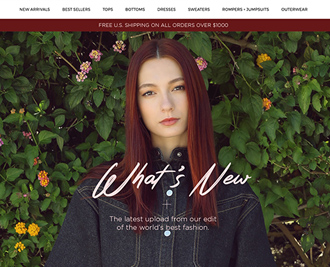 NEW ARRIVALS BEST SELLERS TOPS BOTTOMS DRESSES SWEATERS ROMPERS + JUMPSUITS OUTERWEAR
FREE U.S. SHIPPING ON ALL ORDERS OVER $1000
What's New
The latest upload from our edit
of the world's best fashion.